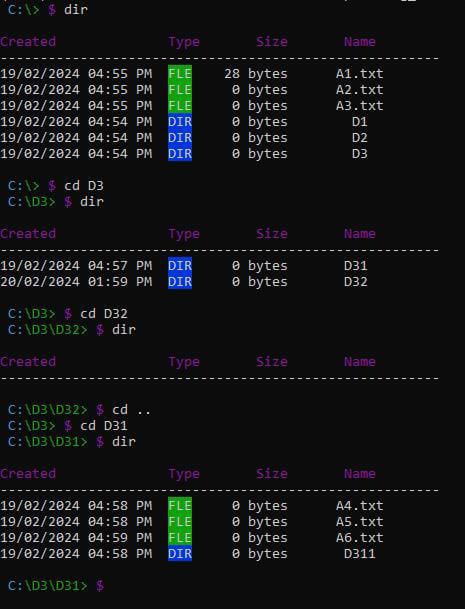 C:\> $ dir
Created Type Size Name
--------------------------------------------------------
19/02/2024 04:55 PM FLE 28 bytes A1.txt
19/02/2024 04:55 PM FLE 0 bytes A2.txt
19/02/2024 04:55 PM FLE 0 bytes A3.txt
19/02/2024 04:54 PM DIR 0 bytes D1
19/02/2024 04:54 PM DIR 0 bytes D2
19/02/2024 04:54 PM DIR 0 bytes D3
C:\> $ cd D3
C:\D3> $ dir
Created Type Size Name
--------------------------------------------------------
19/02/2024 04:57 PM DIR 0 bytes D31
20/02/2024 01:59 PM DIR 0 bytes D32
C:\D3> $ cd D32
C:\D3\D32> $ dir
Created Type Size Name
--------------------------------------------------------
C:\D3\D32> $ cd ..
C:\D3> $ cd D31
C:\D3\D31> $ dir
Created Type Size Name
--------------------------------------------------------
19/02/2024 04:58 PM FLE 0 bytes A4.txt
19/02/2024 04:58 PM FLE 0 bytes A5.txt
19/02/2024 04:59 PM FLE 0 bytes A6.txt
19/02/2024 04:58 PM DIR 0 bytes D311
C:\D3\D31> $